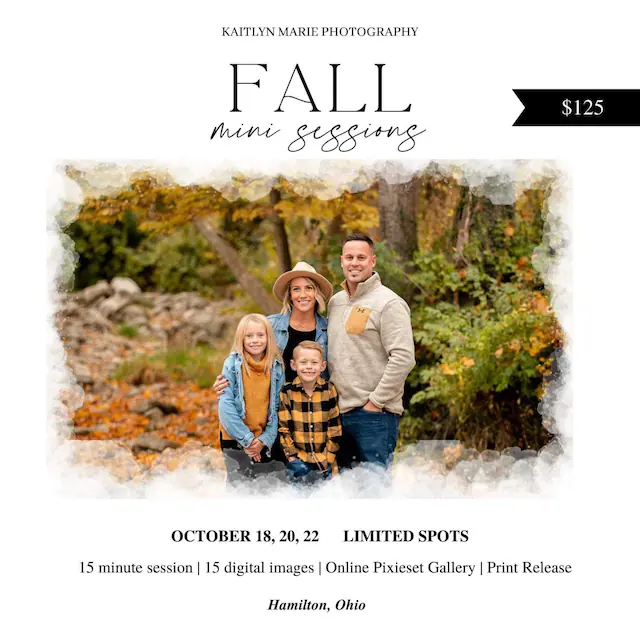 KAITLYN MARIE PHOTOGRAPHY
FALL
mini sessions
$125
OCTOBER 18, 20, 22 LIMITED SPOTS
15 minute session | 15 digital images | Online Pixieset Gallery | Print Release
Hamilton, Ohio